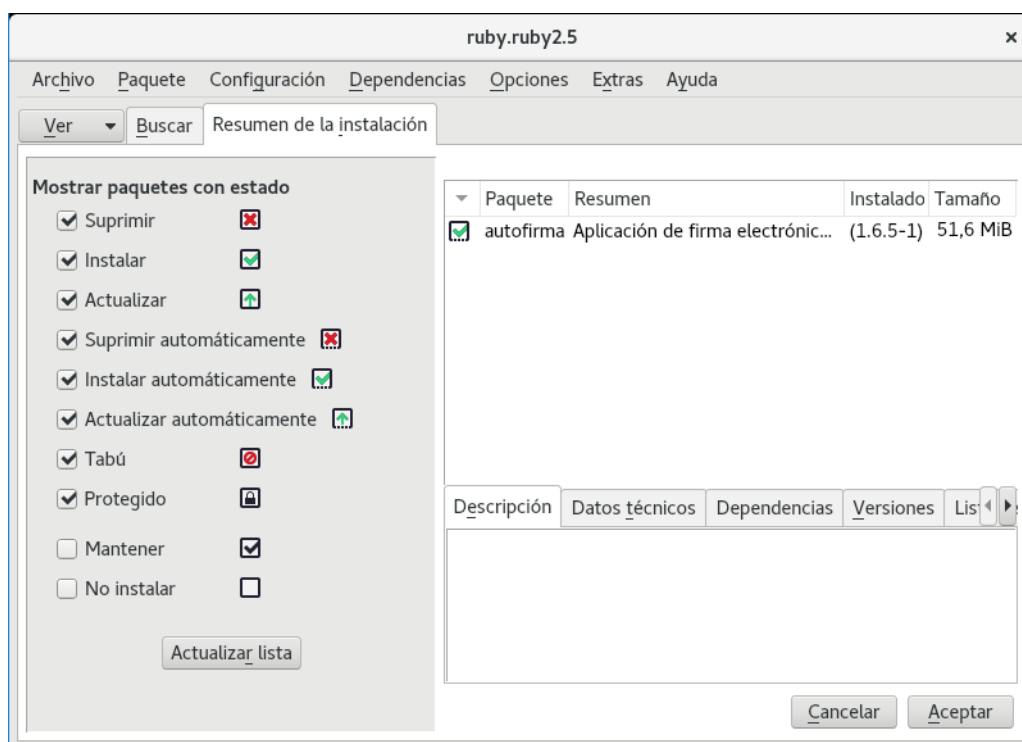 ruby.ruby2.5
Archivo Paquete Configuración Dependencias Opciones Extras Ayuda
Ver Buscar Resumen de la instalación
Mostrar paquetes con estado
Suprimir
Instalar
Actualizar
Suprimir automáticamente
Instalar automáticamente
Actualizar automáticamente
Tabú
Protegido
Mantener
No instalar
Actualizar lista
Paquete Resumen Instalado Tamaño
autofirma Aplicación de firma electrónic... (1.6.5-1) 51,6 MiB
Descripción Datos técnicos Dependencias Versiones
Cancelar Aceptar